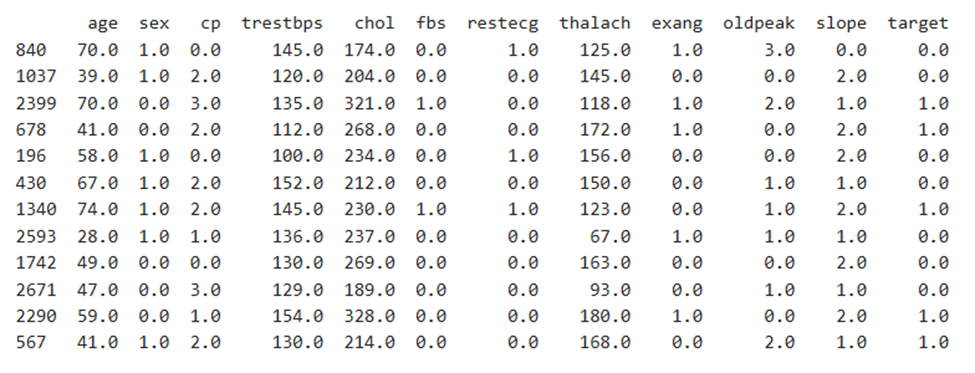 age sex cp trestbps chol fbs restecg thalach exang oldpeak slope target
840 70.0 1.0 0.0 145.0 174.0 0.0 1.0 125.0 1.0 3.0 0.0 0.0
1037 39.0 1.0 2.0 120.0 204.0 0.0 0.0 145.0 0.0 0.0 2.0 0.0
2399 70.0 0.0 3.0 135.0 321.0 1.0 0.0 118.0 1.0 2.0 1.0 1.0
678 41.0 0.0 2.0 112.0 268.0 0.0 0.0 172.0 1.0 0.0 2.0 1.0
196 58.0 1.0 0.0 100.0 234.0 0.0 1.0 156.0 0.0 0.0 2.0 0.0
430 67.0 1.0 2.0 152.0 212.0 0.0 0.0 150.0 0.0 1.0 1.0 0.0
1340 74.0 1.0 2.0 145.0 230.0 1.0 1.0 123.0 0.0 1.0 2.0 1.0
2593 28.0 1.0 1.0 136.0 237.0 0.0 0.0 67.0 1.0 1.0 1.0 0.0
1742 49.0 0.0 0.0 130.0 269.0 0.0 0.0 163.0 0.0 0.0 2.0 0.0
2671 47.0 0.0 3.0 129.0 189.0 0.0 0.0 93.0 0.0 1.0 1.0 0.0
2290 59.0 0.0 1.0 154.0 328.0 0.0 0.0 180.0 1.0 0.0 2.0 1.0
567 41.0 1.0 2.0 130.0 214.0 0.0 0.0 168.0 0.0 2.0 1.0 1.0